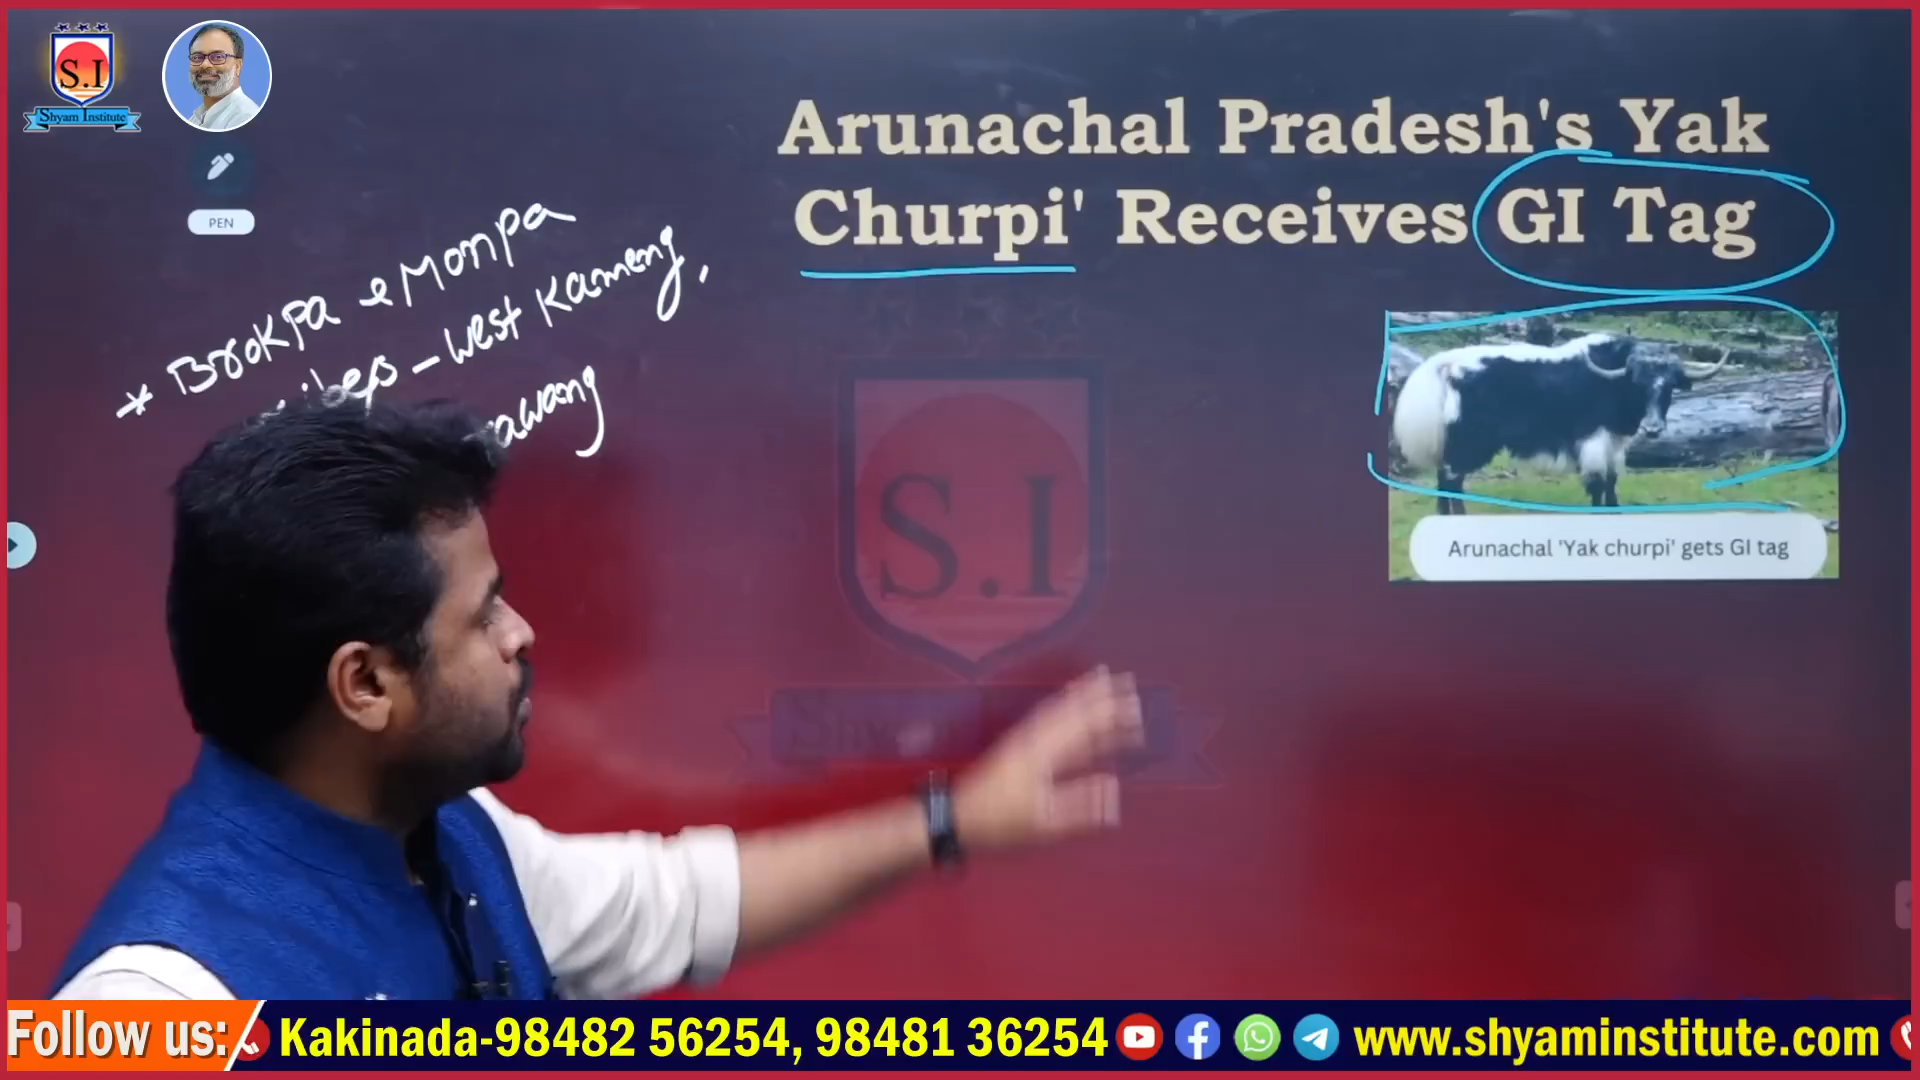 S.I
Shyam Institute
PEN
Arunachal Pradesh's Yak
Churpi' Receives GI Tag
* Brokpa & Monpa
- West Kameng,
S.I
Arunachal 'Yak churpi' gets GI tag
Follow us:
Kakinada-98482 56254, 98481 36254
www.shyaminstitute.com